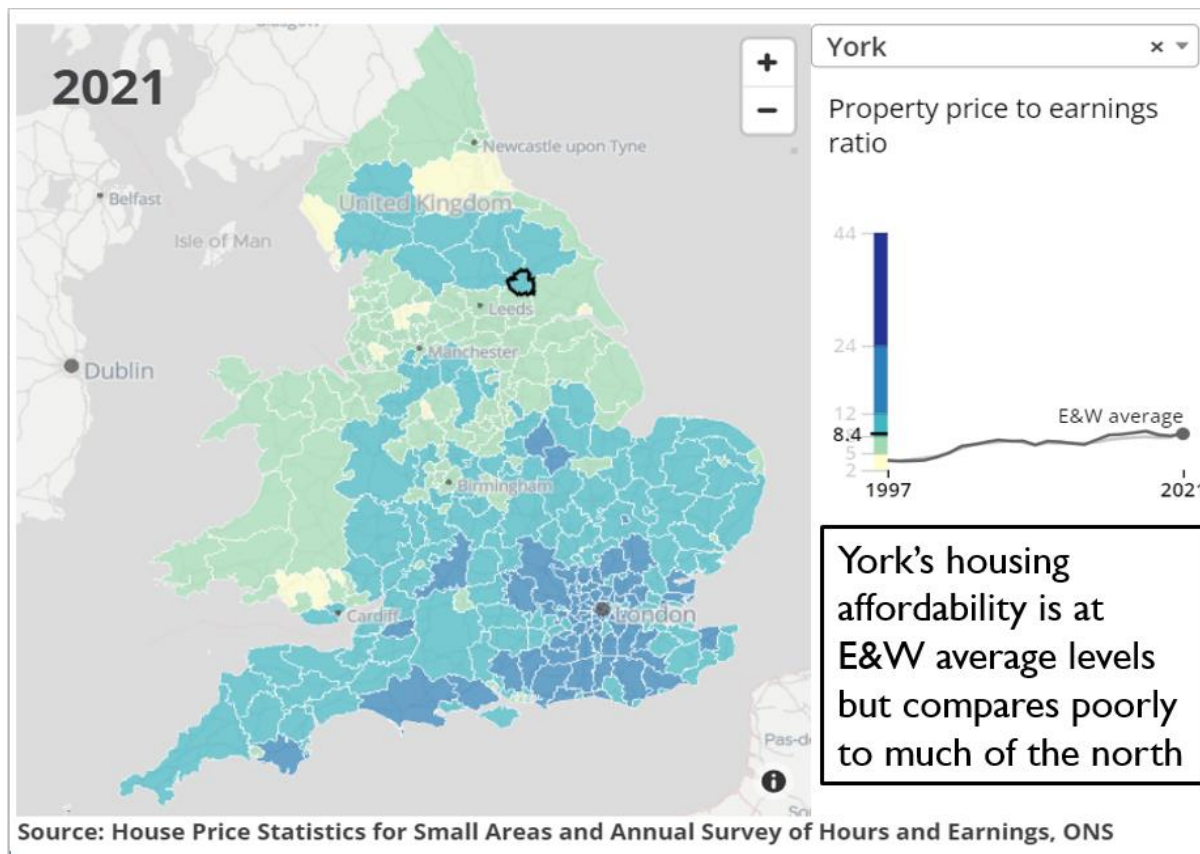 Glasgow
2021
Newcastle upon Tyne
Belfast
United Kingdom
Isle of Man
Leeds
Dublin
Manchester
Birmingham
Cardiff
London
Pas-d
+
−
i
York × ▼
Property price to earnings
ratio
44
24
12
8.4
5
2
E&W average
1997
2021
York's housing
affordability is at
E&W average levels
but compares poorly
to much of the north
Source: House Price Statistics for Small Areas and Annual Survey of Hours and Earnings, ONS